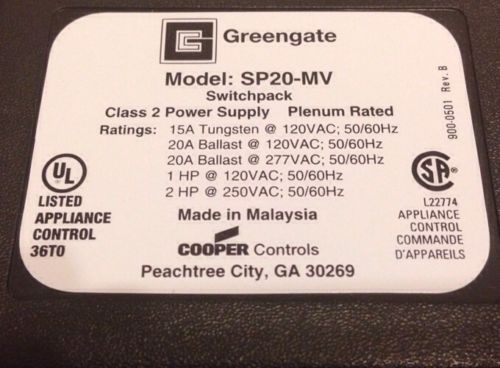 Greengate
Model: SP20-MV
Switchpack
Class 2 Power Supply Plenum Rated
Ratings: 15A Tungsten @ 120VAC; 50/60Hz
20A Ballast @ 120VAC; 50/60Hz
20A Ballast @ 277VAC; 50/60Hz
1 HP @ 120VAC; 50/60Hz
2 HP @ 250VAC; 50/60Hz
UL
LISTED
APPLIANCE
CONTROL
36T0
Made in Malaysia
COOPER Controls
Peachtree City, GA 30269
900-0501 Rev. B
SA
L22774
APPLIANCE
CONTROL
COMMANDE
D'APPAREILS